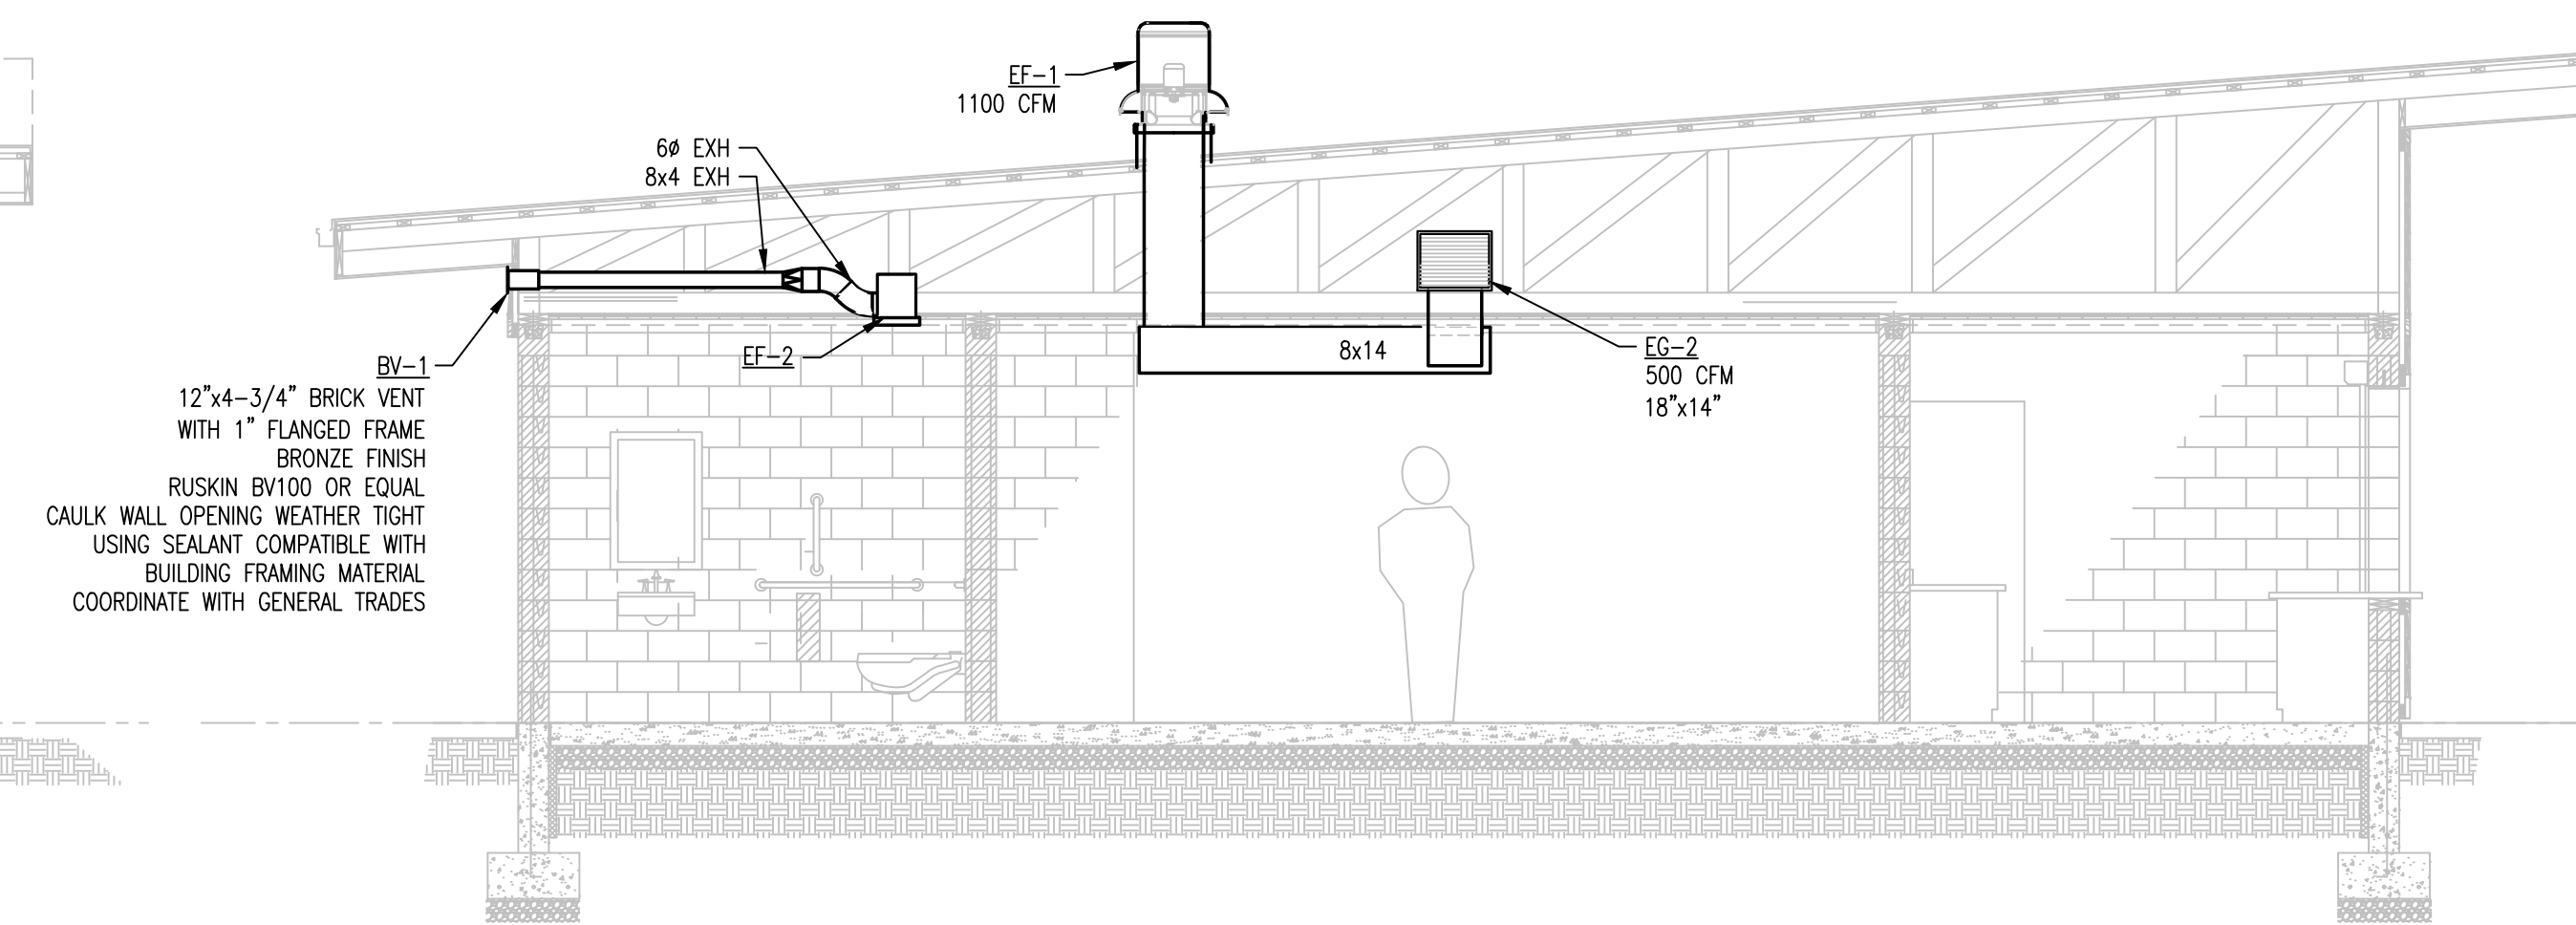 EF-1
1100 CFM
6ø EXH
8x4 EXH
BV-1
12"x4-3/4" BRICK VENT
WITH 1" FLANGED FRAME
BRONZE FINISH
RUSKIN BV100 OR EQUAL
CAULK WALL OPENING WEATHER TIGHT
USING SEALANT COMPATIBLE WITH
BUILDING FRAMING MATERIAL
COORDINATE WITH GENERAL TRADES
EF-2
8x14
EG-2
500 CFM
18"x14"